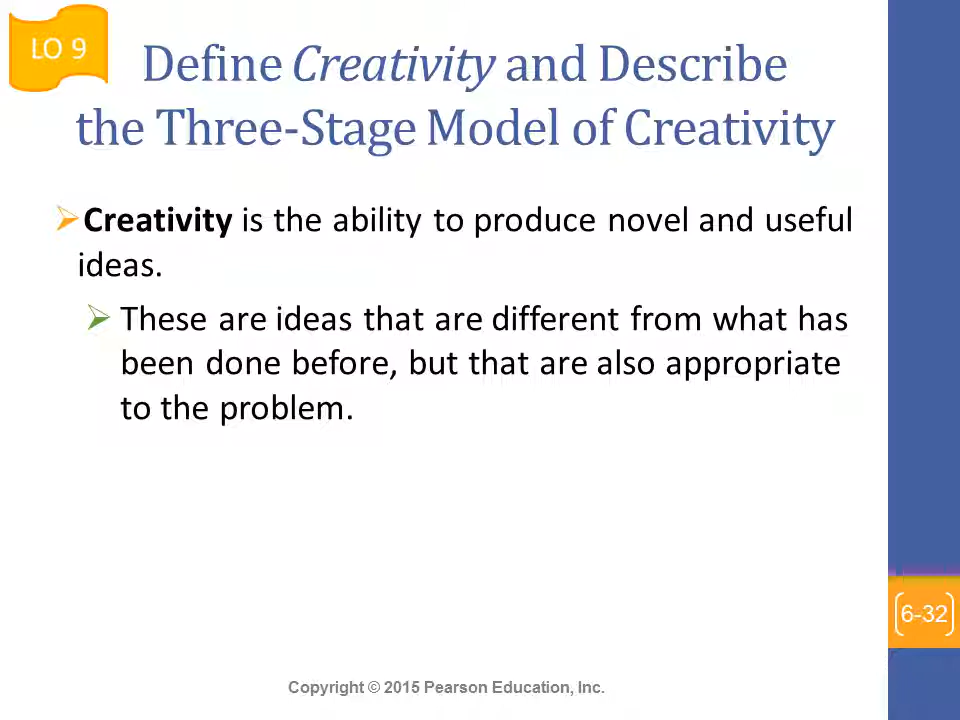 LO 9
Define Creativity and Describe
the Three-Stage Model of Creativity
Creativity is the ability to produce novel and useful
ideas.
These are ideas that are different from what has
been done before, but that are also appropriate
to the problem.
6-32
Copyright © 2015 Pearson Education, Inc.